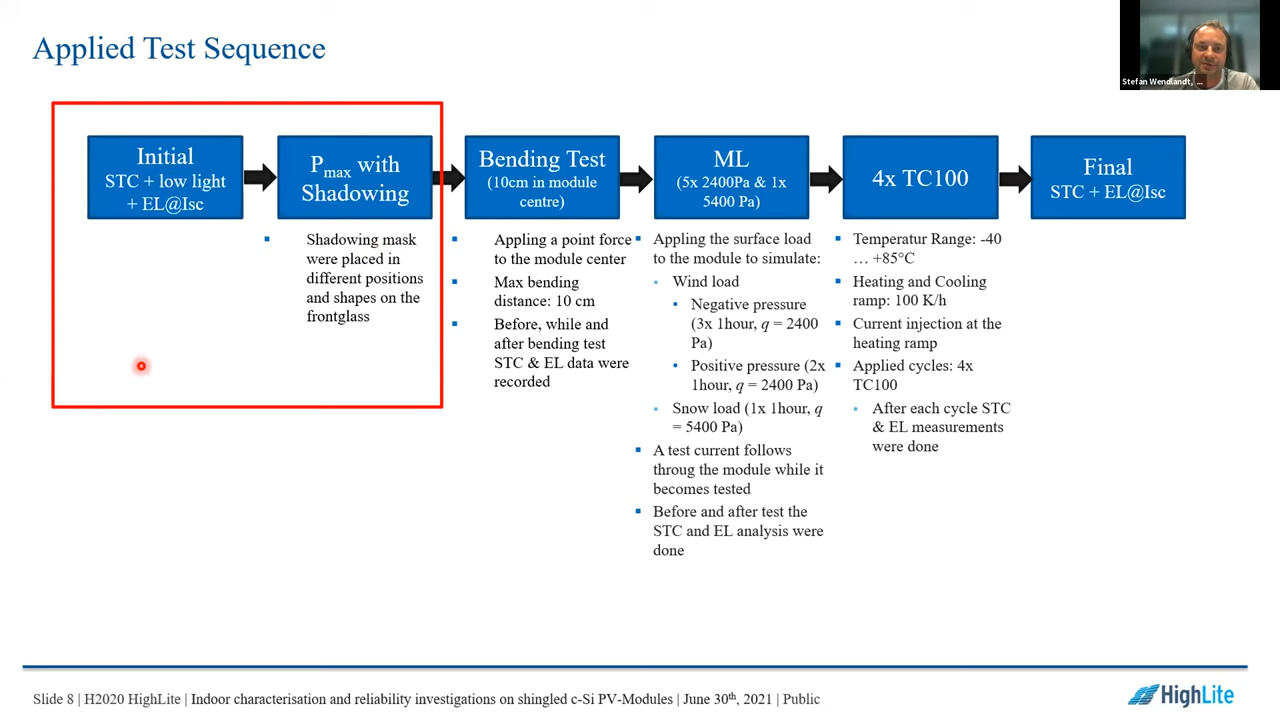 Applied Test Sequence
Stefan Wendlandt, ...
Initial
STC + low light
+ EL@Isc
Pmax with
Shadowing
Shadowing mask
were placed in
different positions
and shapes on the
frontglass
Bending Test
(10cm in module
centre)
Appling a point force
to the module center
Max bending
distance: 10 cm
Before, while and
after bending test
STC & EL data were
recorded
ML
(5x 2400Pa & 1x
5400 Pa)
Appling the surface load
to the module to simulate:
Wind load
Negative pressure
(3x 1hour, q = 2400
Pa)
Positive pressure (2x
1hour, q = 2400 Pa)
Snow load (1x 1hour, q
= 5400 Pa)
A test current follows
throug the module while it
becomes tested
Before and after test the
STC and EL analysis were
done
4x TC100
Temperatur Range: -40
… +85°C
Heating and Cooling
ramp: 100 K/h
Current injection at the
heating ramp
Applied cycles: 4x
TC100
After each cycle STC
& EL measurements
were done
Final
STC + EL@Isc
Slide 8 | H2020 HighLite | Indoor characterisation and reliability investigations on shingled c-Si PV-Modules | June 30th, 2021 | Public
HighLite